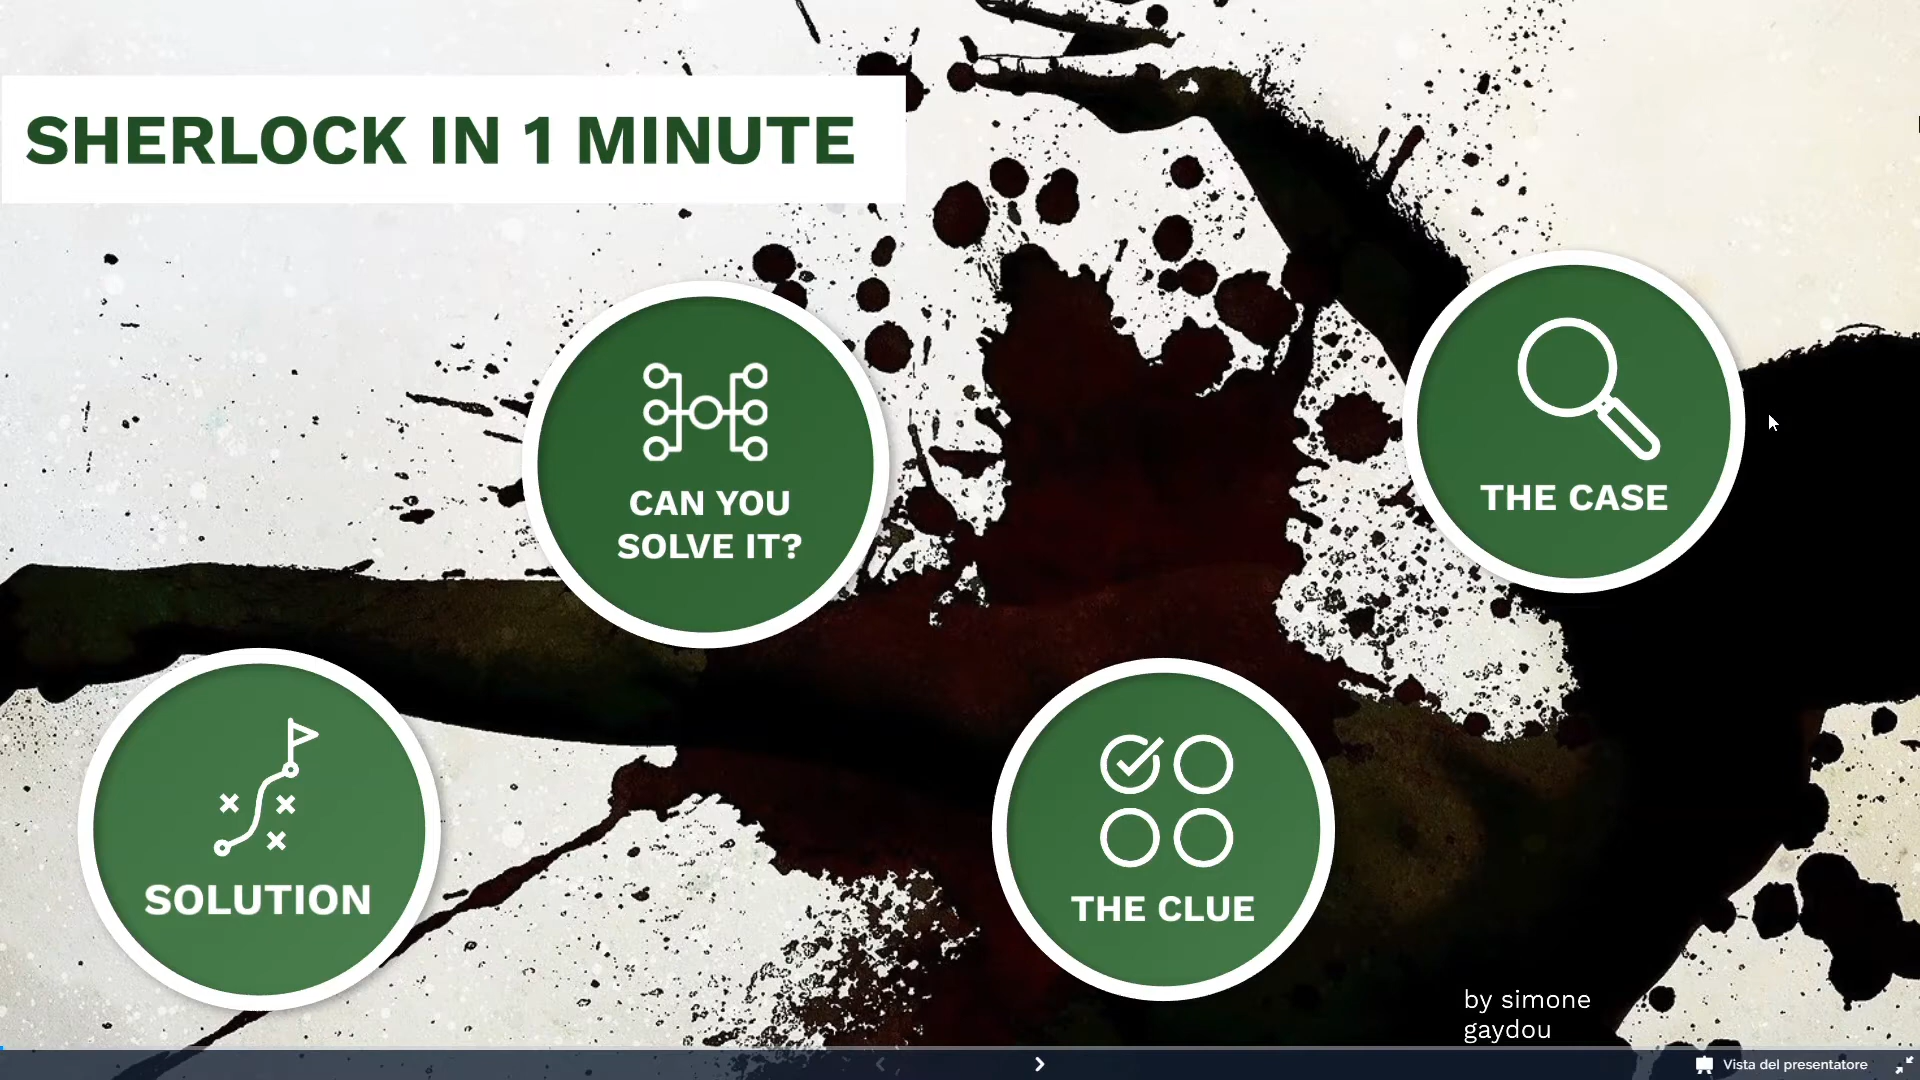 SHERLOCK IN 1 MINUTE
CAN YOU
SOLVE IT?
THE CASE
SOLUTION
THE CLUE
by simone
gaydou
Vista del presentatore